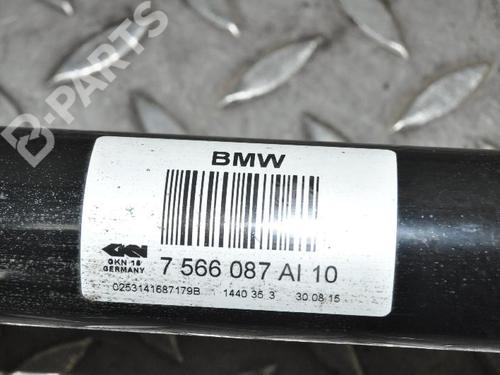 B-PARTS
BMW
GKN
GKN 18
GERMANY
7 566 087 AI 10
0253141687179B 1440 35 3 30.08.15